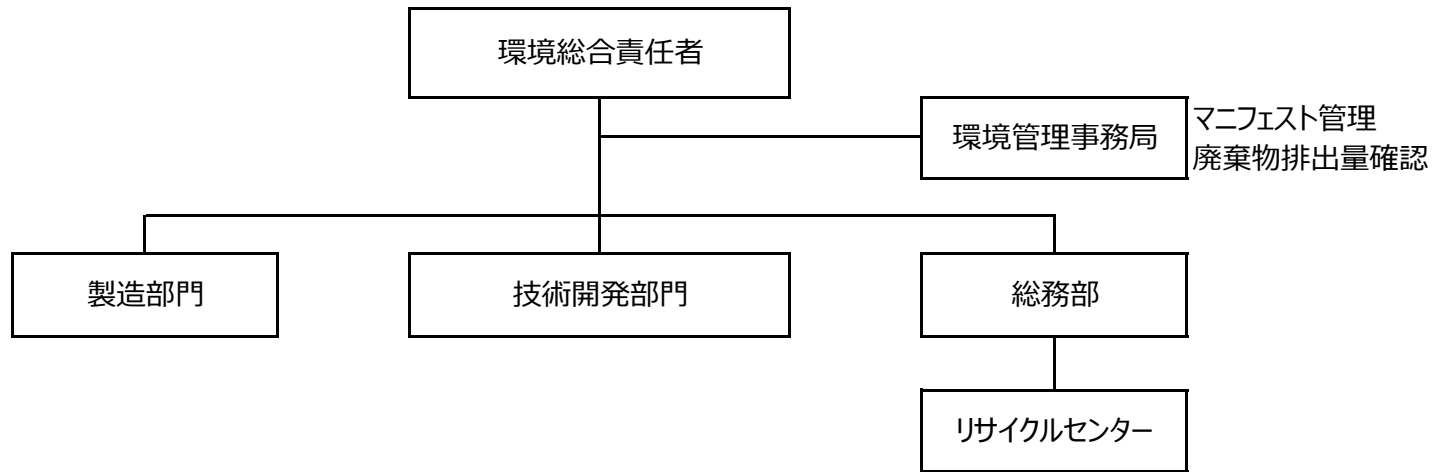 環境総合責任者
環境管理事務局
マニフェスト管理
廃棄物排出量確認
製造部門
技術開発部門
総務部
リサイクルセンター